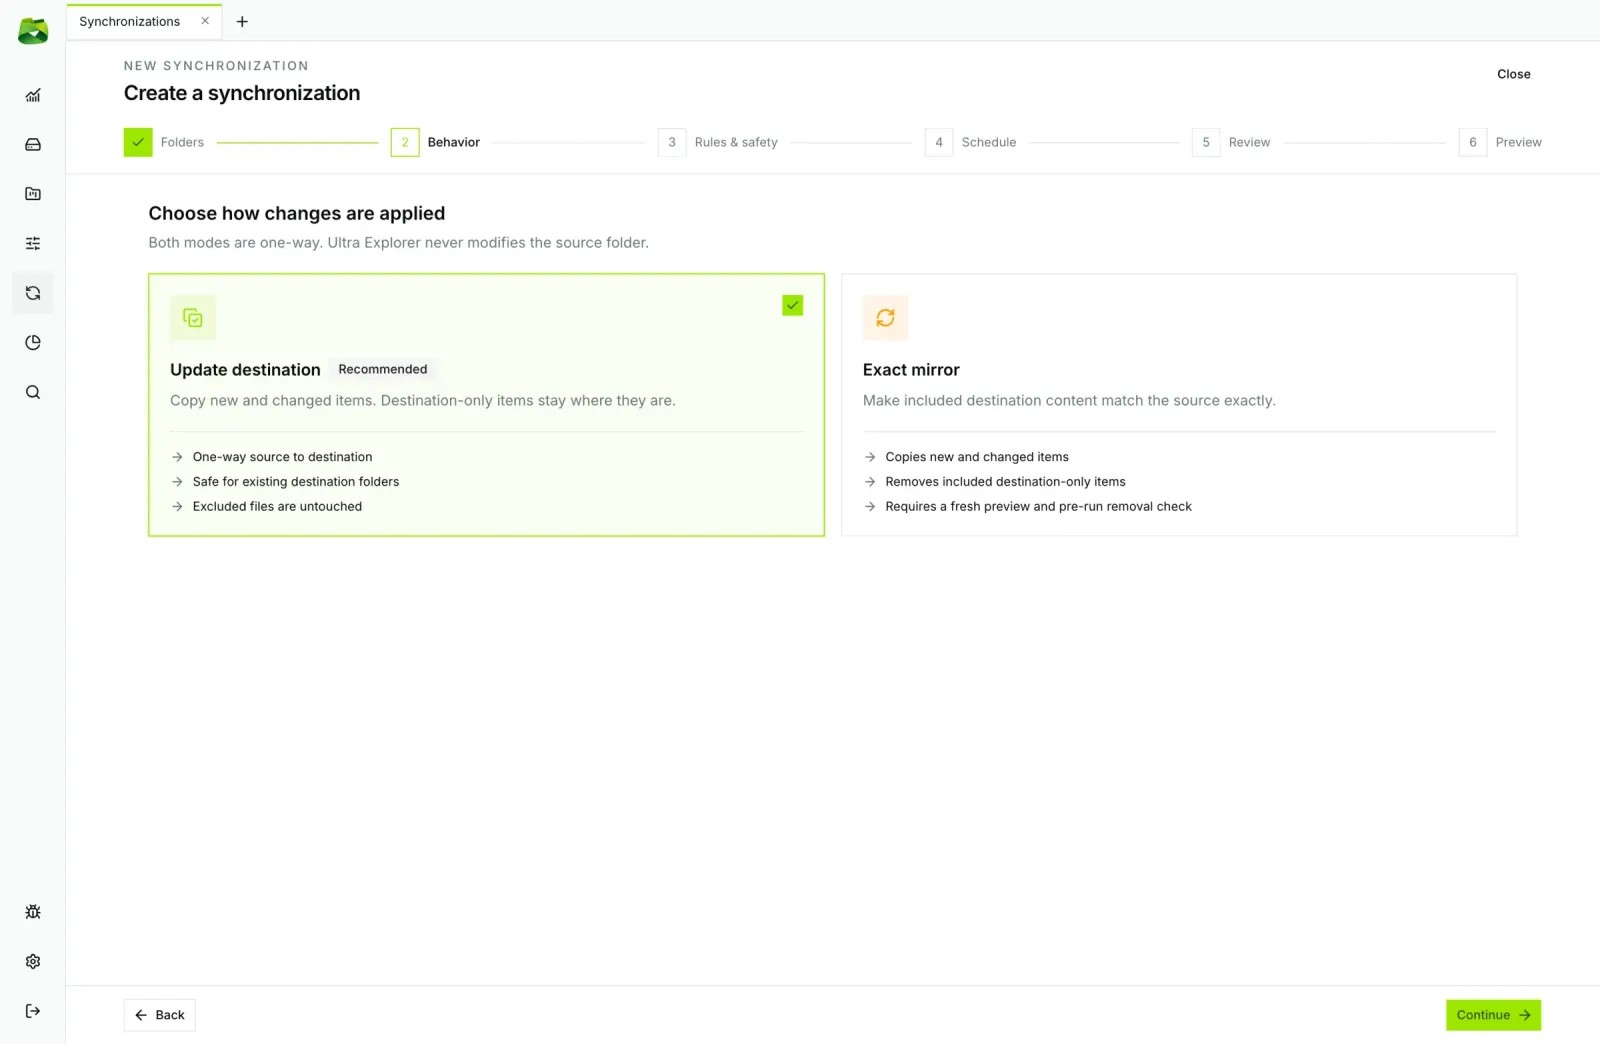 Synchronizations
NEW SYNCHRONIZATION
Create a synchronization
Close
Folders
2 Behavior
3 Rules & safety
4 Schedule
5 Review
6 Preview
Choose how changes are applied
Both modes are one-way. Ultra Explorer never modifies the source folder.
Update destination Recommended
Copy new and changed items. Destination-only items stay where they are.
One-way source to destination
Safe for existing destination folders
Excluded files are untouched
Exact mirror
Make included destination content match the source exactly.
Copies new and changed items
Removes included destination-only items
Requires a fresh preview and pre-run removal check
Back
Continue